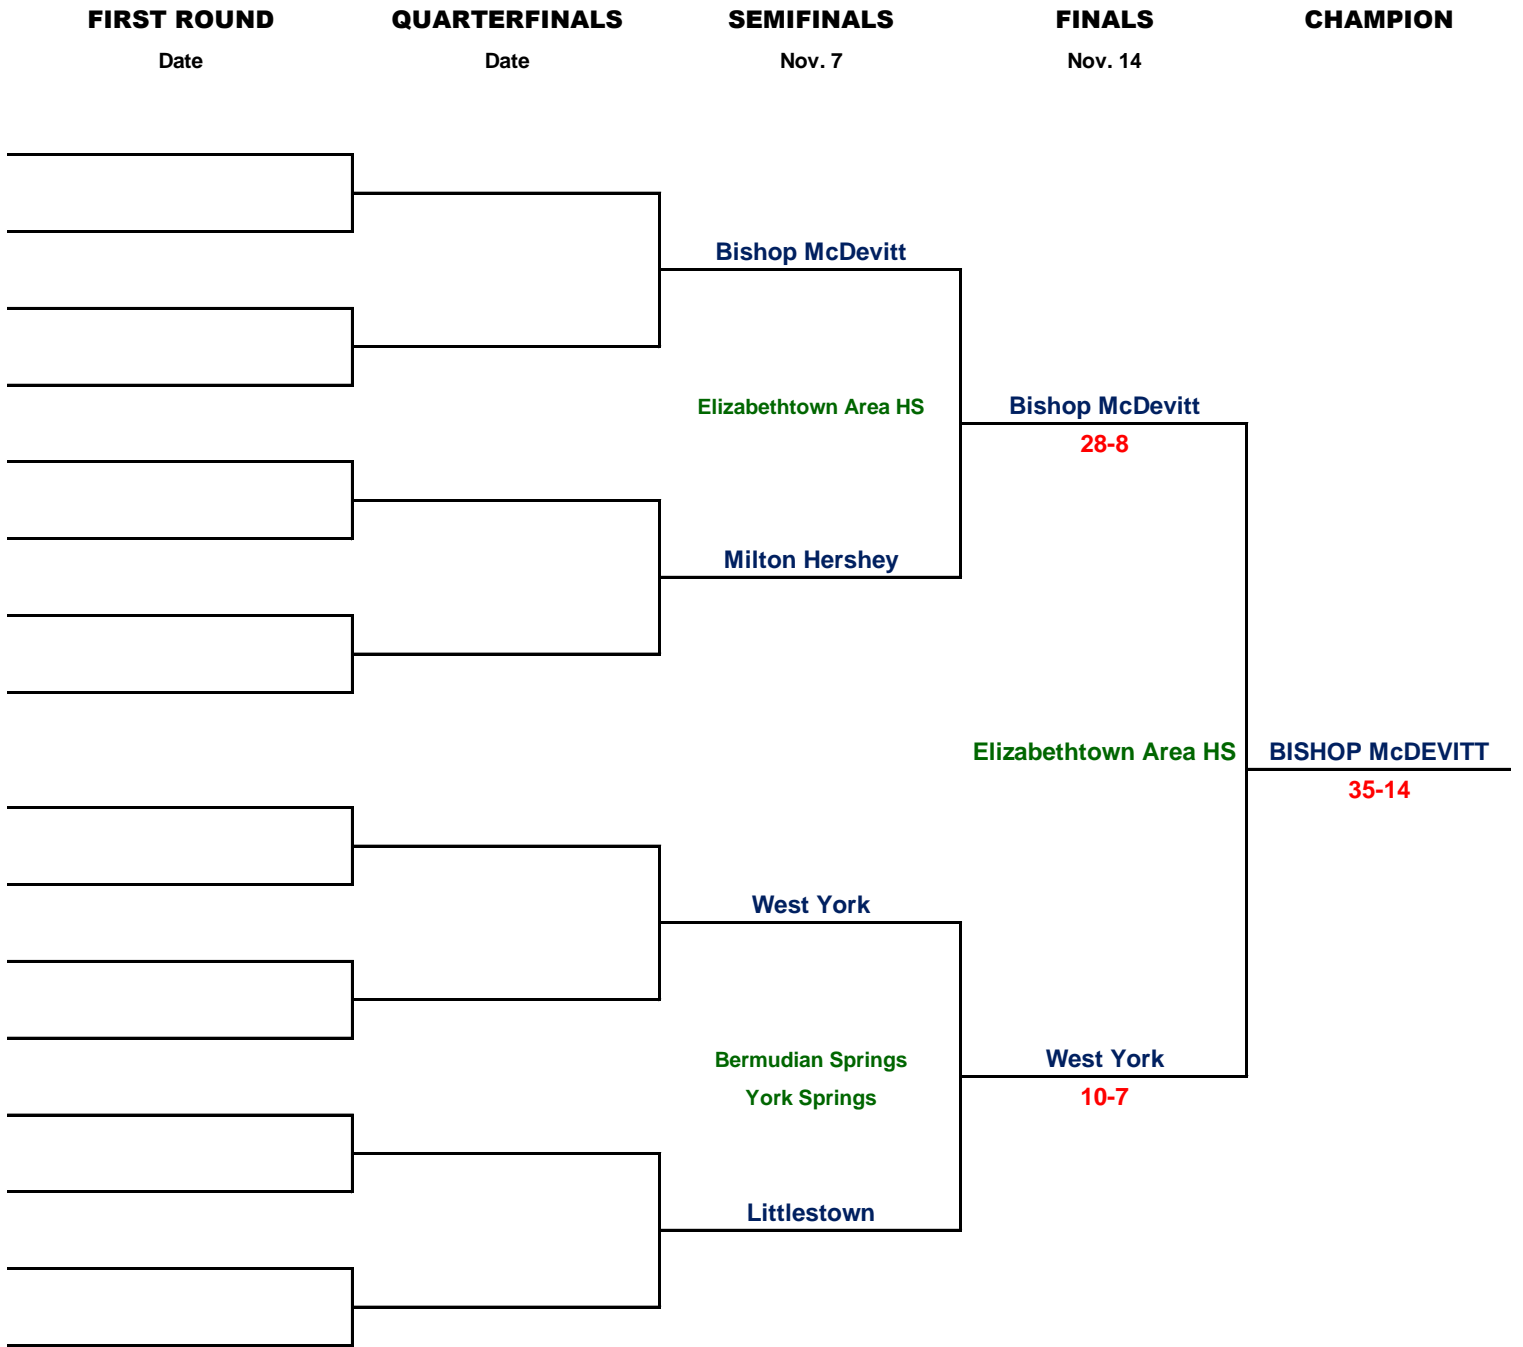 FIRST ROUND QUARTERFINALS SEMIFINALS FINALS CHAMPION
Date Date Nov. 7 Nov. 14
Bishop McDevitt
Elizabethtown Area HS Bishop McDevitt
28-8
Milton Hershey
Elizabethtown Area HS BISHOP McDEVITT
35-14
West York
Bermudian Springs West York
York Springs 10-7
Littlestown